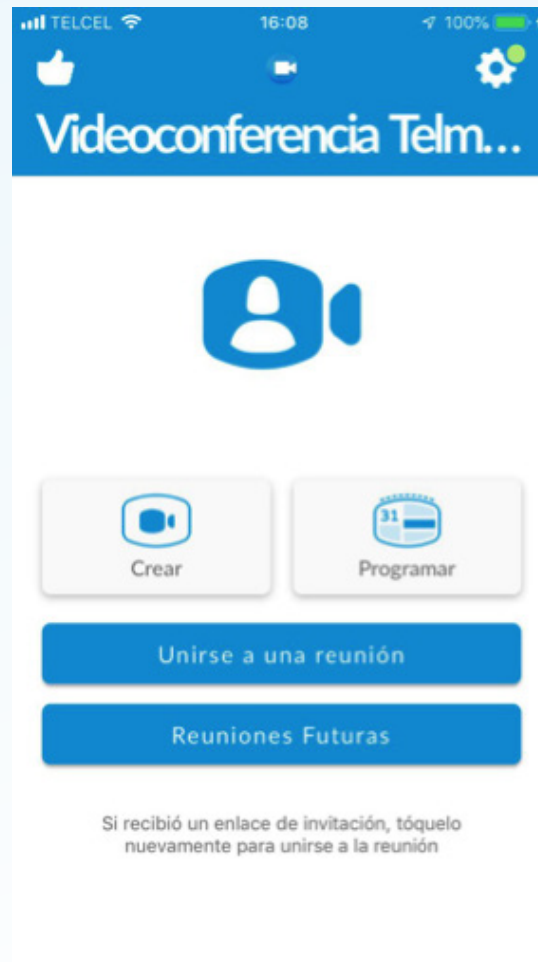 TELCEL 16:08 100%
Videoconferencia Telm...
31
Crear Programar
Unirse a una reunión
Reuniones Futuras
Si recibió un enlace de invitación, tóquelo
nuevamente para unirse a la reunión